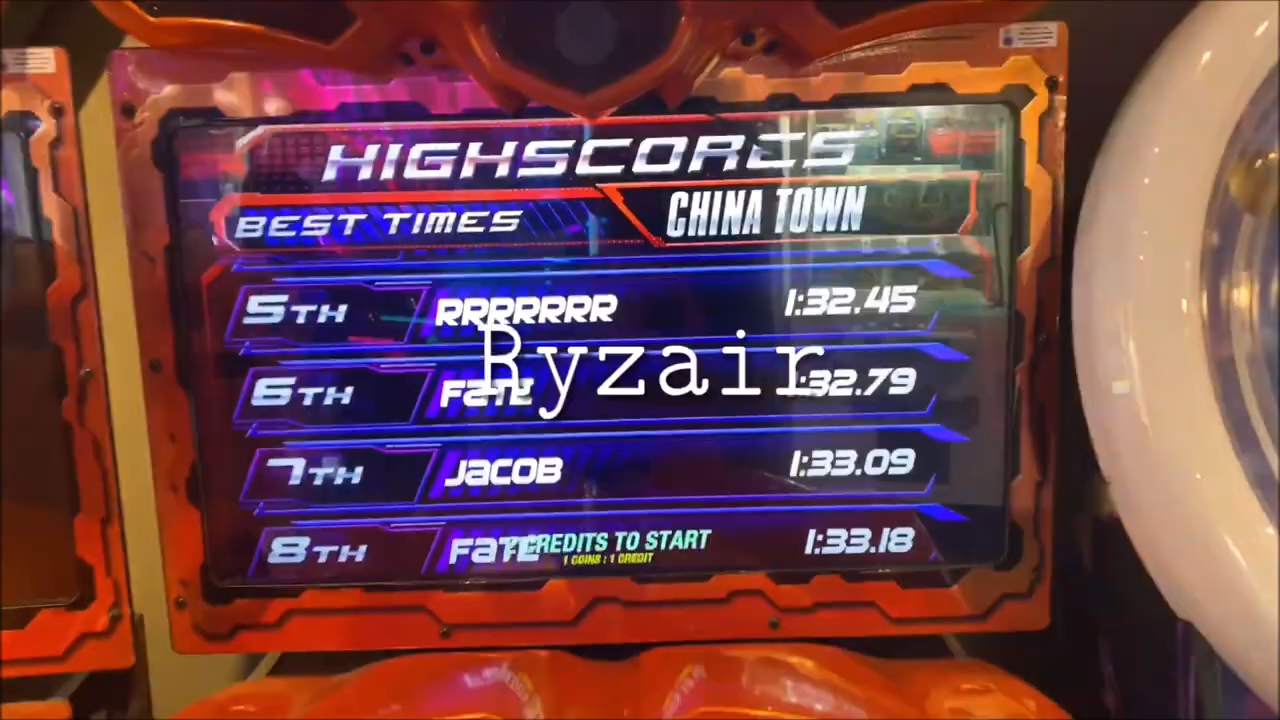 HIGHSCORES
BEST TIMES CHINA TOWN
5TH RRRRRRR 1:32.45
Ryzair
6TH FATE 1:32.79
7TH JACOB 1:33.09
8TH FATE 1:33.18
CREDITS TO START
1 COINS : 1 CREDIT